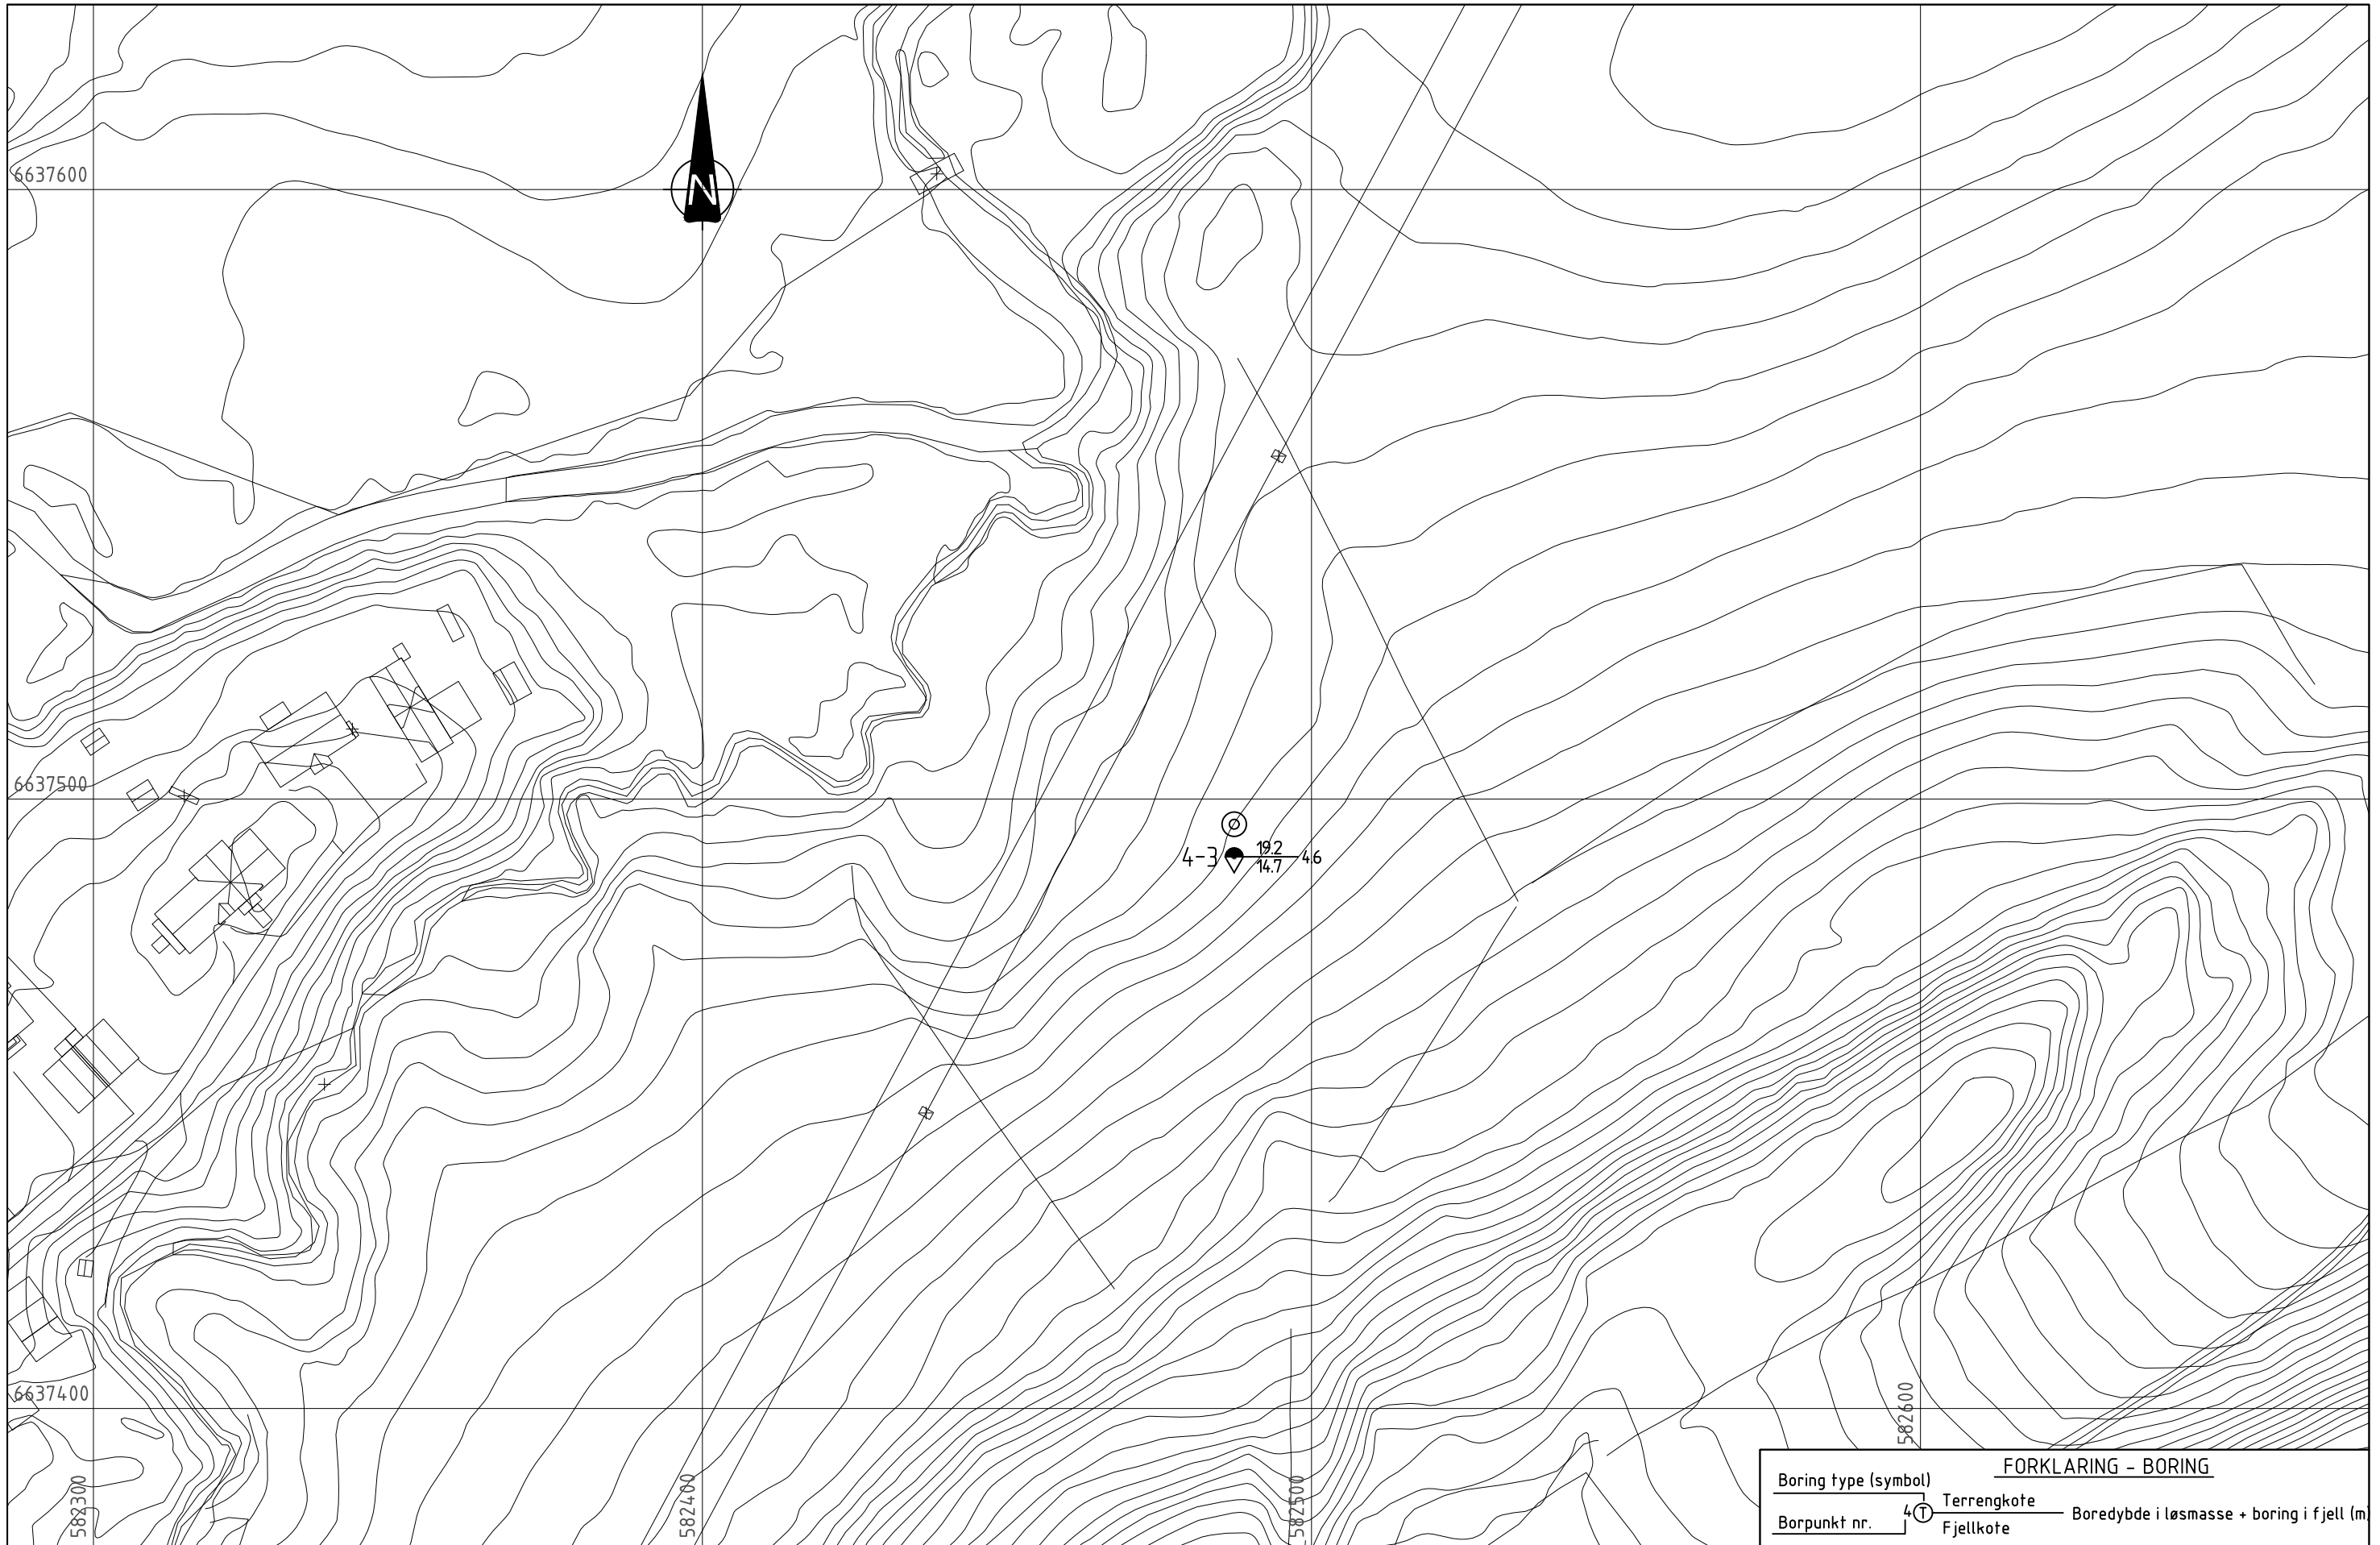 N
6637600
6637500
4-3 19.2 4.6
14.7
6637400
582300
582400
582500
582600
FORKLARING - BORING
Boring type (symbol)
Borpunkt nr.
4 T
Terrengkote
Fjellkote
Boredybde i løsmasse + boring i fjell (m